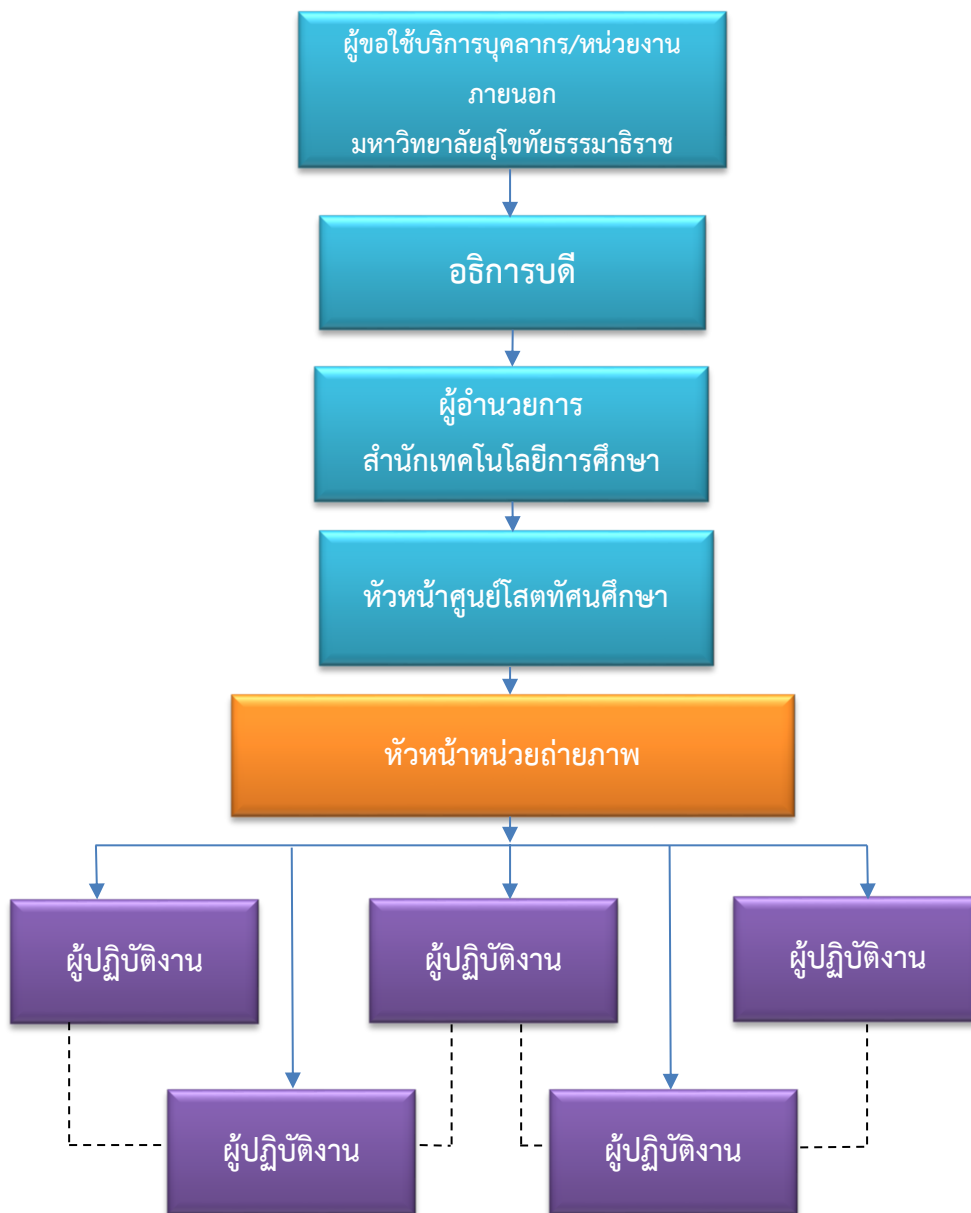 ผู้ขอใช้บริการบุคลากร/หน่วยงาน
ภายนอก
มหาวิทยาลัยสุโขทัยธรรมาธิราช
อธิการบดี
ผู้อำนวยการ
สำนักเทคโนโลยีการศึกษา
หัวหน้าศูนย์โสตทัศนศึกษา
หัวหน้าหน่วยถ่ายภาพ
ผู้ปฏิบัติงาน
ผู้ปฏิบัติงาน
ผู้ปฏิบัติงาน
ผู้ปฏิบัติงาน
ผู้ปฏิบัติงาน